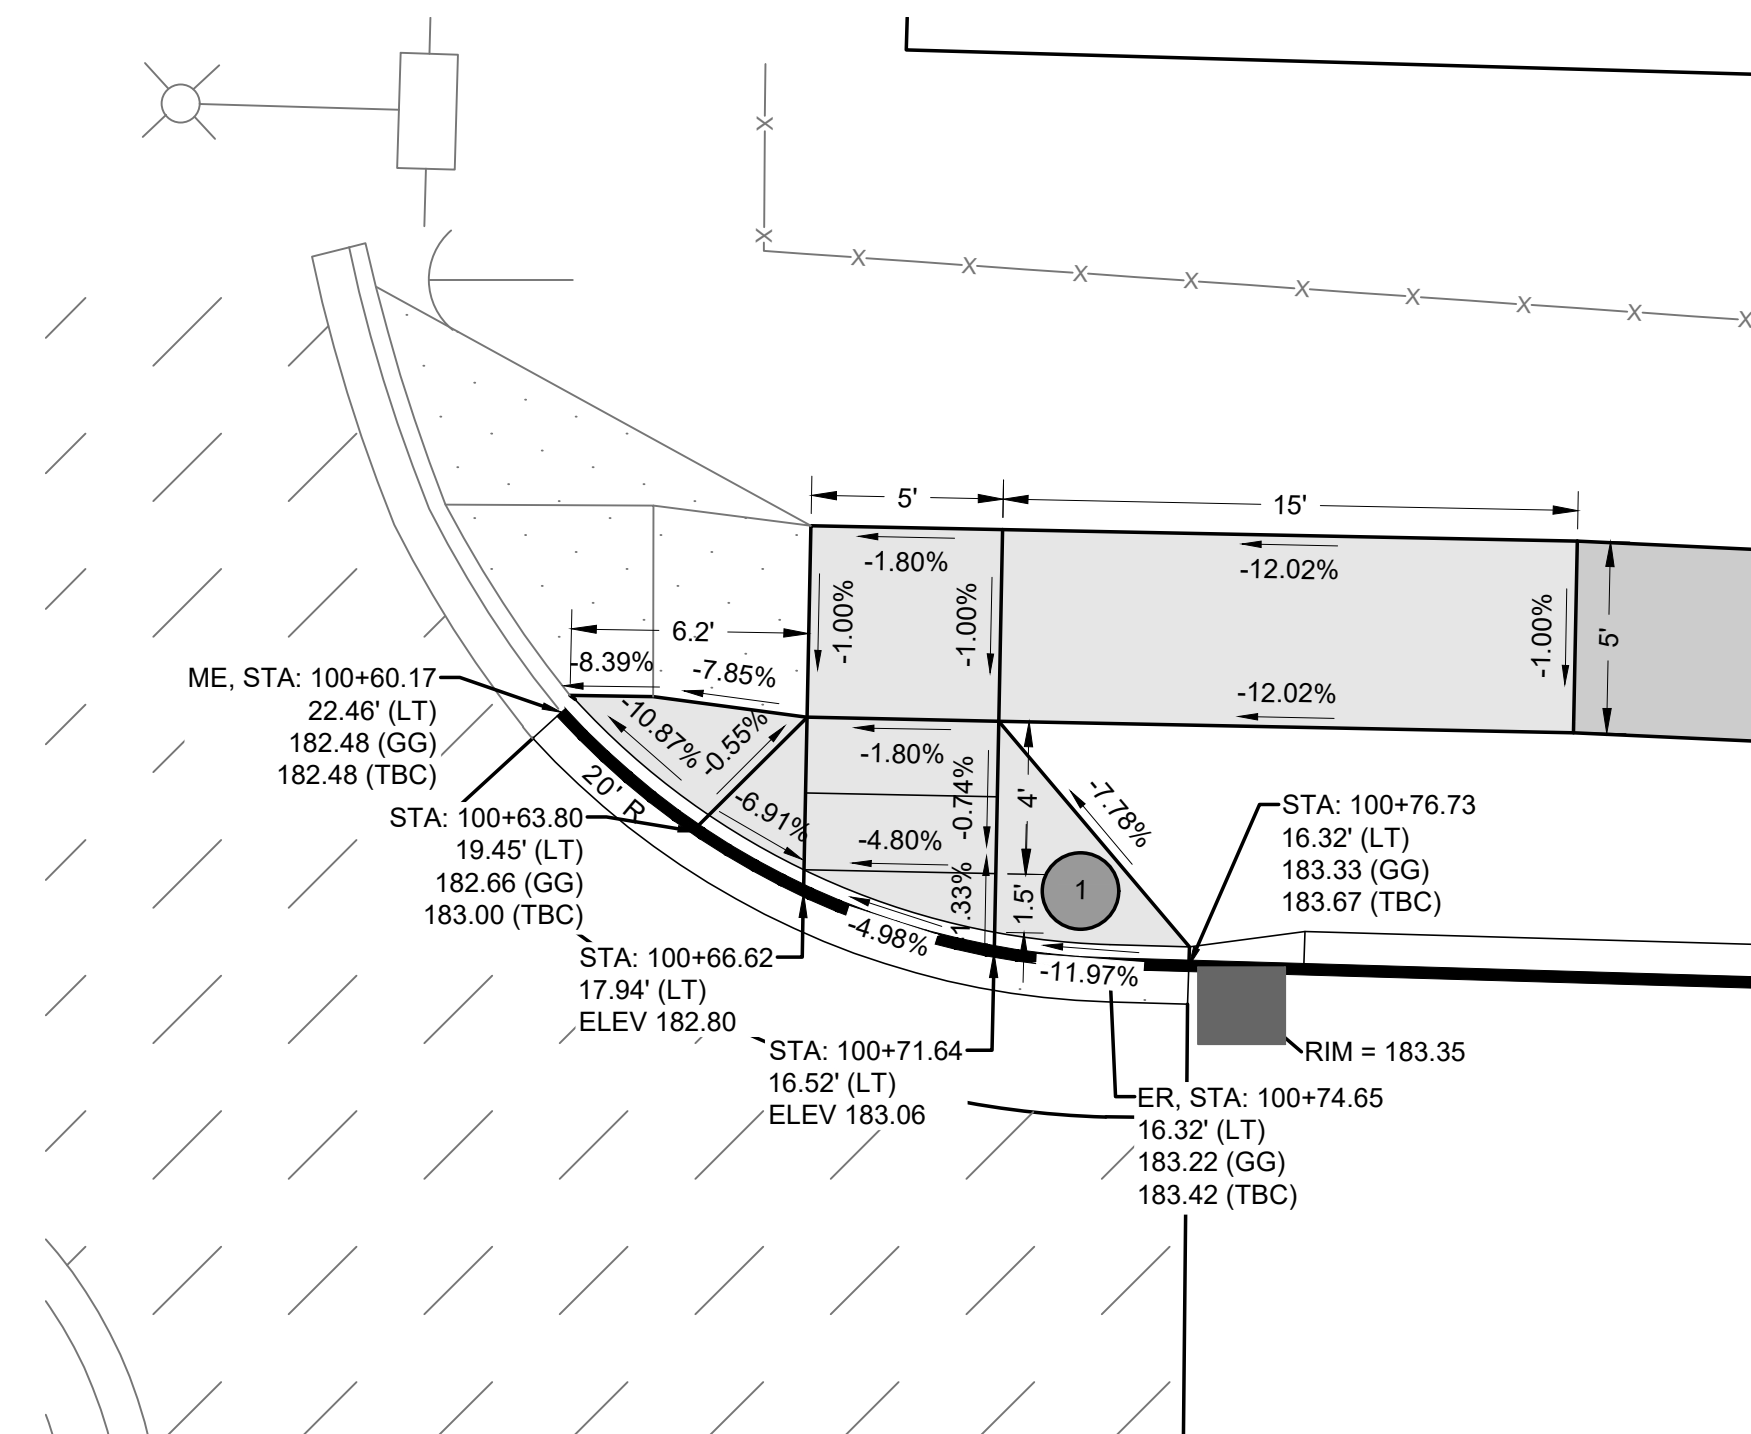 X
X
X
X
X
X
X
X
X
X
X
5'
15'
-1.80%
-12.02%
-1.00%
-1.00%
-1.00%
5'
6.2'
-8.39%
-7.85%
-12.02%
ME, STA: 100+60.17
22.46' (LT)
182.48 (GG)
182.48 (TBC)
-10.87%
-0.55%
-1.80%
20' R
-6.91%
-0.74%
4'
-7.78%
-4.80%
STA: 100+63.80
19.45' (LT)
182.66 (GG)
183.00 (TBC)
STA: 100+76.73
16.32' (LT)
183.33 (GG)
183.67 (TBC)
1.33%
1.5'
1
-4.98%
-11.97%
STA: 100+66.62
17.94' (LT)
ELEV 182.80
STA: 100+71.64
16.52' (LT)
ELEV 183.06
RIM = 183.35
ER, STA: 100+74.65
16.32' (LT)
183.22 (GG)
183.42 (TBC)